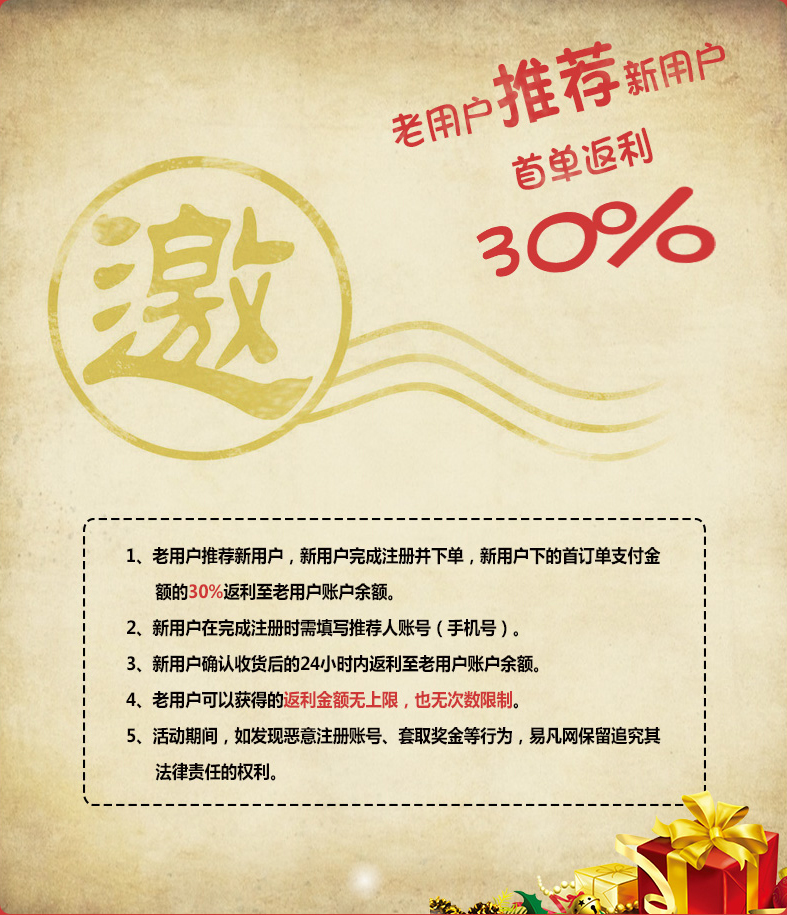 老用户推荐新用户
首单返利
30%
邀
1、老用户推荐新用户，新用户完成注册并下单，新用户下的首订单支付金
额的30%返利至老用户账户余额。
2、新用户在完成注册时需填写推荐人账号（手机号）。
3、新用户确认收货后的24小时内返利至老用户账户余额。
4、老用户可以获得的返利金额无上限，也无次数限制。
5、活动期间，如发现恶意注册账号、套取奖金等行为，易凡网保留追究其
法律责任的权利。